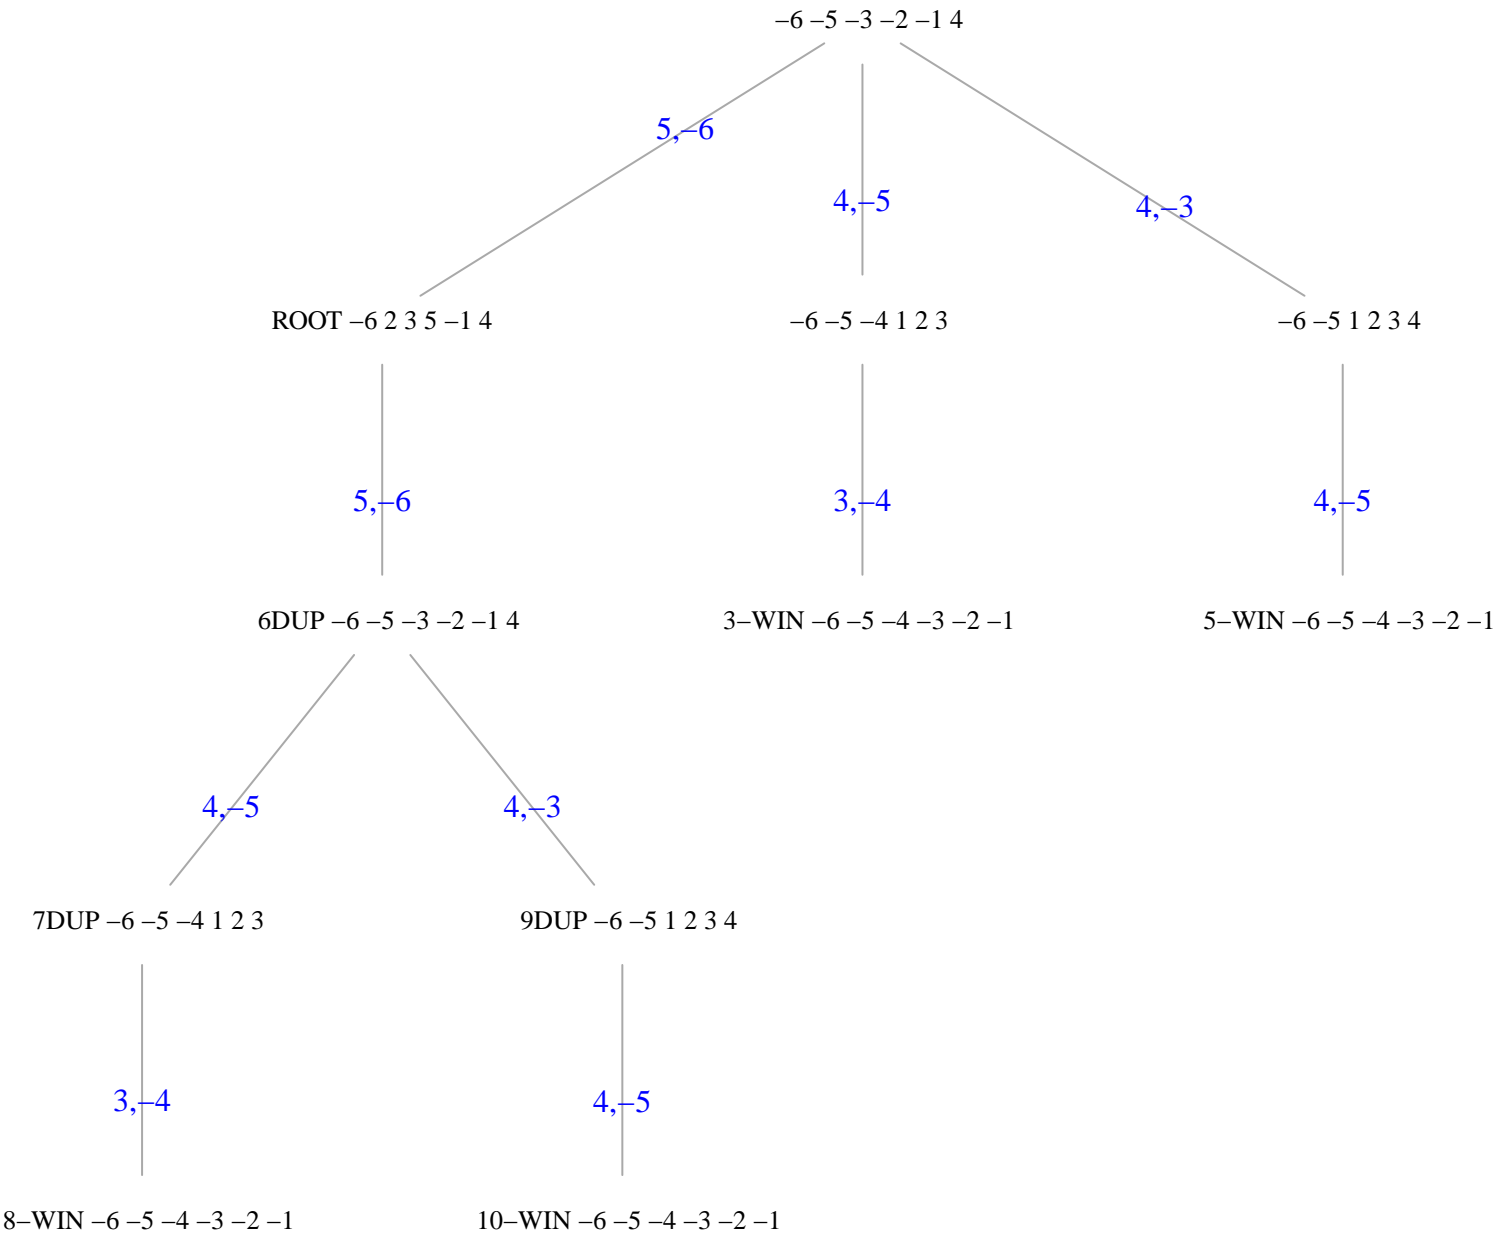 –6 –5 –3 –2 –1 4
5,–6
4,–5
4,–3
ROOT –6 2 3 5 –1 4
–6 –5 –4 1 2 3
–6 –5 1 2 3 4
5,–6
3,–4
4,–5
6DUP –6 –5 –3 –2 –1 4
3–WIN –6 –5 –4 –3 –2 –1
5–WIN –6 –5 –4 –3 –2 –1
4,–5
4,–3
7DUP –6 –5 –4 1 2 3
9DUP –6 –5 1 2 3 4
3,–4
4,–5
8–WIN –6 –5 –4 –3 –2 –1
10–WIN –6 –5 –4 –3 –2 –1